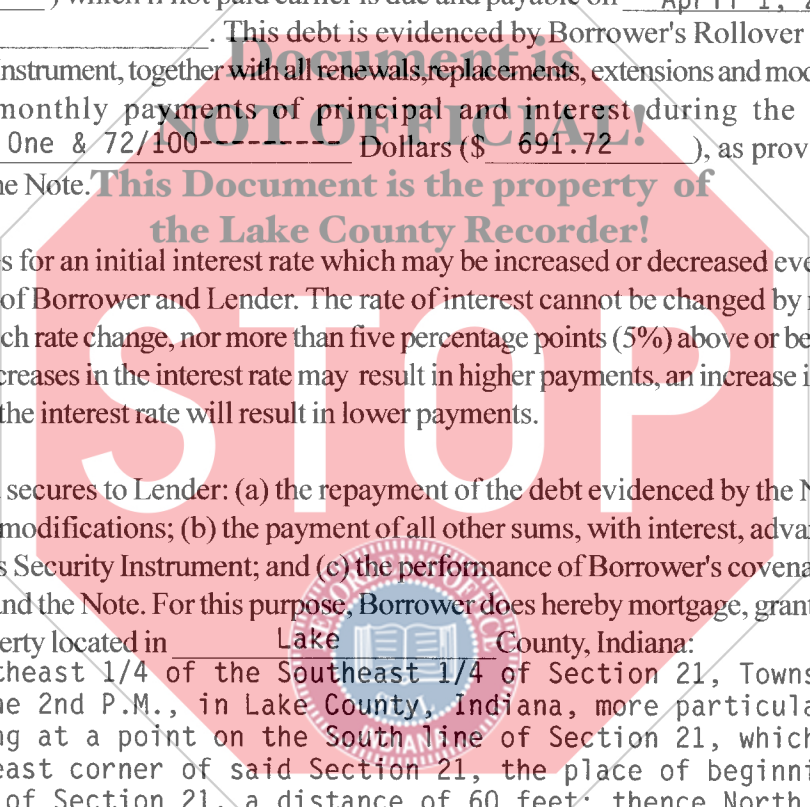 ) which if not paid earlier is due and payable on April 1,
. This debt is evidenced by Borrower's Rollover
Document is
nstrument, together with all renewals, replacements, extensions and mod
monthly payments of principal and interest during the
NOT OFFICIAL!
One & 72/100--------- Dollars ($ 691.72 ), as prov
e Note.
This Document is the property of
the Lake County Recorder!
s for an initial interest rate which may be increased or decreased eve
of Borrower and Lender. The rate of interest cannot be changed by
ch rate change, nor more than five percentage points (5%) above or be
creases in the interest rate may result in higher payments, an increase i
the interest rate will result in lower payments.
STOP
secures to Lender: (a) the repayment of the debt evidenced by the N
modifications; (b) the payment of all other sums, with interest, adva
s Security Instrument; and (c) the performance of Borrower's covena
nd the Note. For this purpose, Borrower does hereby mortgage, grant
erty located in Lake County, Indiana:
theast 1/4 of the Southeast 1/4 of Section 21, Towns
e 2nd P.M., in Lake County, Indiana, more particula
ng at a point on the South line of Section 21, which
east corner of said Section 21, the place of beginni
of Section 21, a distance of 60 feet; thence North
RECORDER'S OFFICE
INDIANA